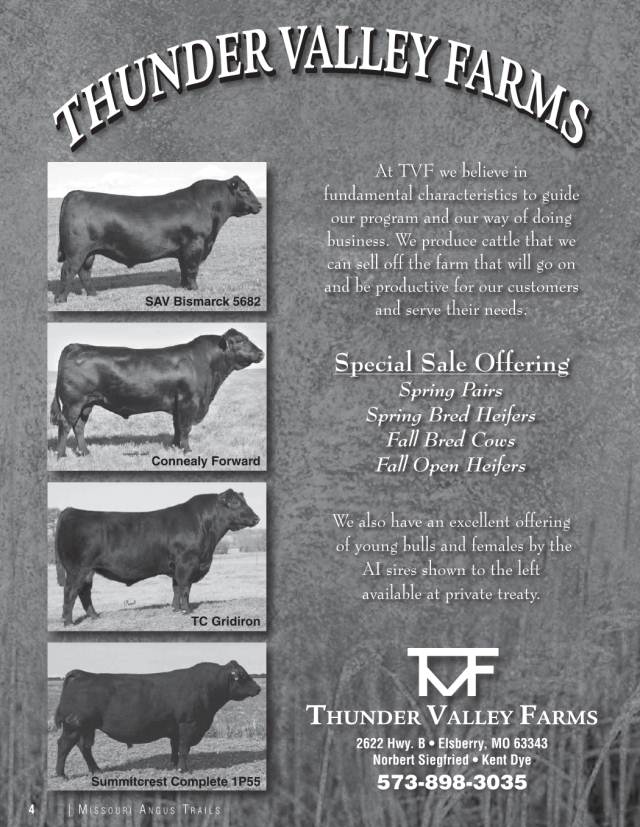 THUNDER VALLEY FARMS
SAV Bismarck 5682
Connealy Forward
TC Gridiron
Summitcrest Complete 1P55
At TVF we believe in
fundamental characteristics to guide
our program and our way of doing
business. We produce cattle that we
can sell off the farm that will go on
and be productive for our customers
and serve their needs.
Special Sale Offering
Spring Pairs
Spring Bred Heifers
Fall Bred Cows
Fall Open Heifers
We also have an excellent offering
of young bulls and females by the
AI sires shown to the left
available at private treaty.
TVF
THUNDER VALLEY FARMS
2622 Hwy. B • Elsberry, MO 63343
Norbert Siegfried • Kent Dye
573-898-3035
4 | MISSOURI ANGUS TRAILS